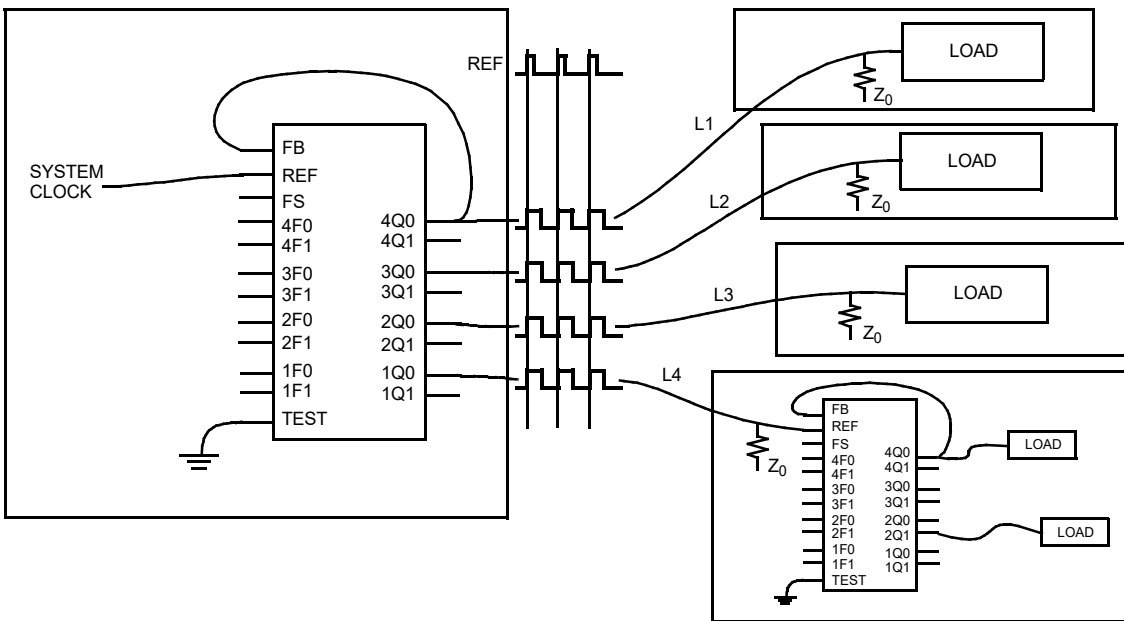 REF
SYSTEM
CLOCK
FB
REF
FS
4F0
4F1
3F0
3F1
2F0
2F1
1F0
1F1
TEST
4Q0
4Q1
3Q0
3Q1
2Q0
2Q1
1Q0
1Q1
L1
LOAD
Z0
L2
LOAD
Z0
L3
LOAD
Z0
L4
Z0
FB
REF
FS
4F0
4F1
3F0
3F1
2F0
2F1
1F0
1F1
TEST
4Q0
4Q1
3Q0
3Q1
2Q0
2Q1
1Q0
1Q1
LOAD
LOAD